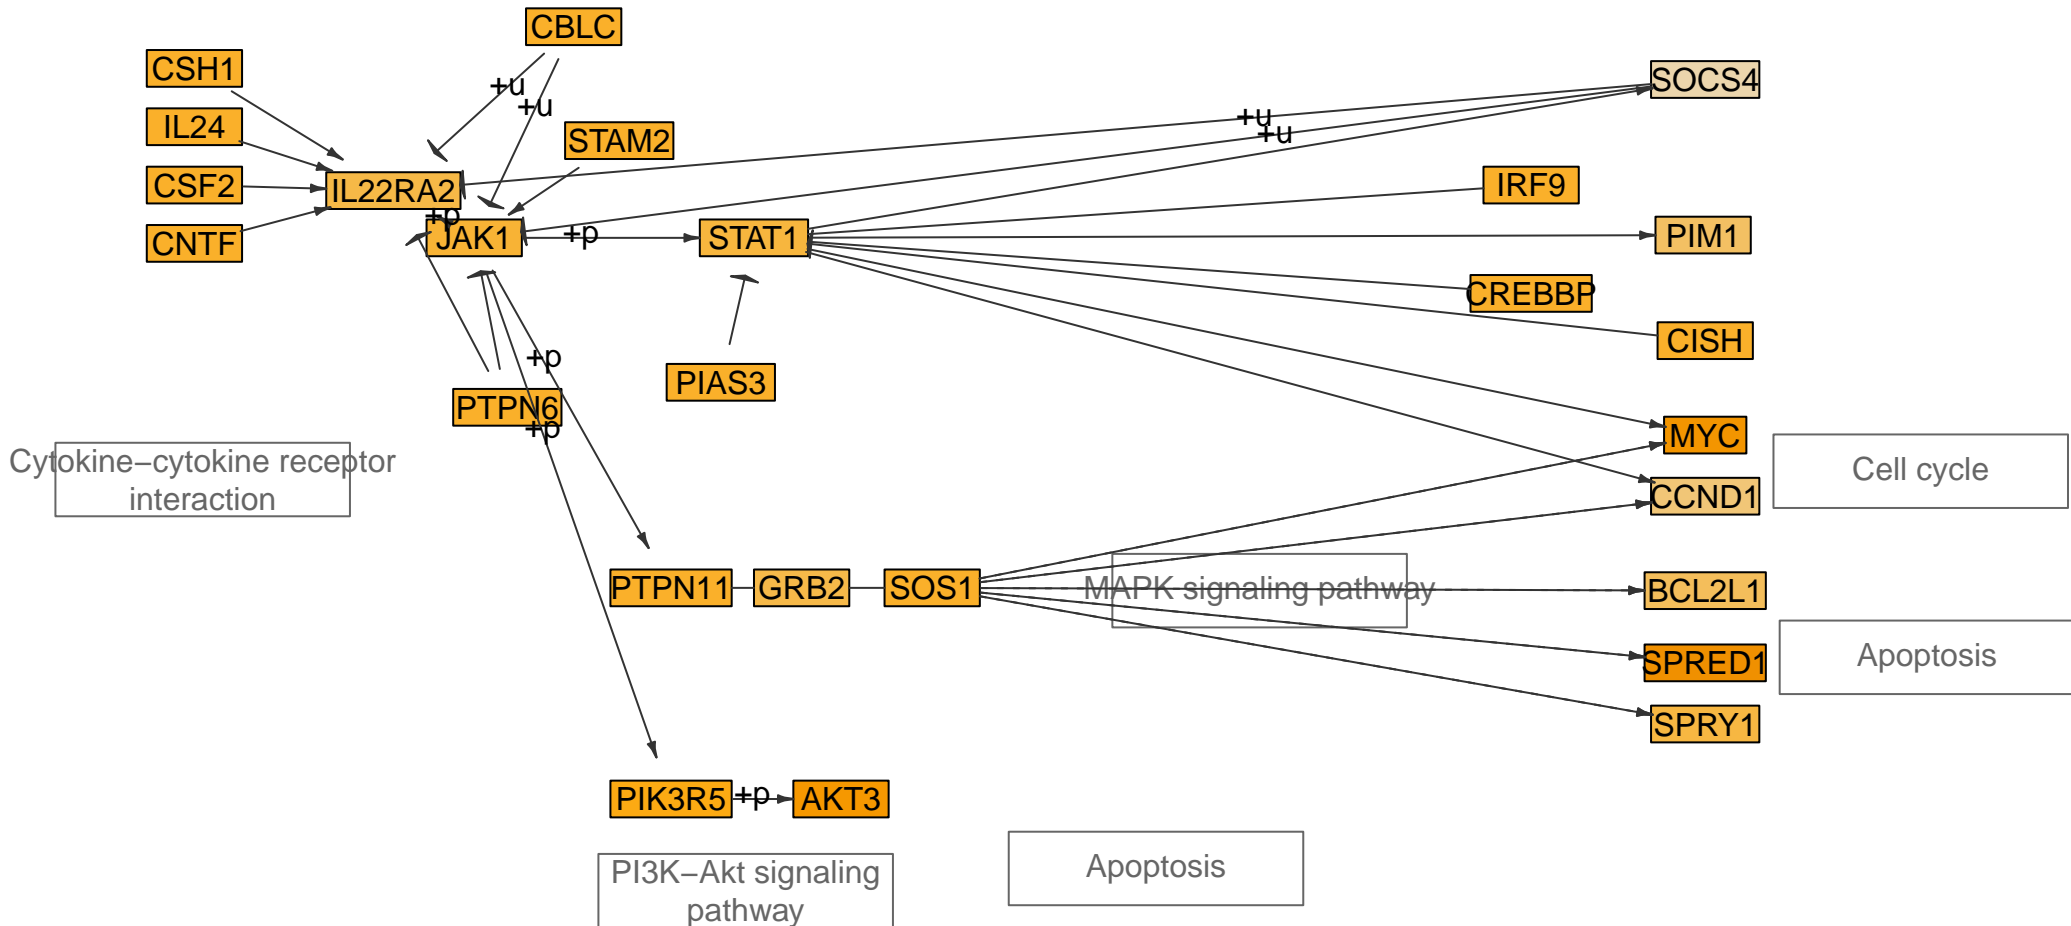 CBLC
CSH1
+u
SOCS4
+u
+u
IL24
STAM2
+u
CSF2
IL22RA2
IRF9
+p
CNTF
JAK1
+p
STAT1
PIM1
CREBBP
CISH
+p
PIAS3
PTPN6
+p
MYC
Cytokine−cytokine receptor
interaction
Cell cycle
CCND1
PTPN11
GRB2
SOS1
MAPK signaling pathway
BCL2L1
SPRED1
Apoptosis
SPRY1
PIK3R5
+p
AKT3
PI3K−Akt signaling
pathway
Apoptosis